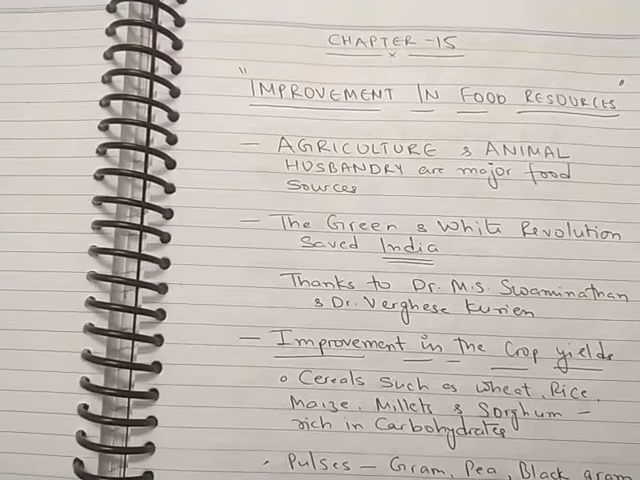 CHAPTER - 15
x
"IMPROVEMENT IN FOOD RESOURCES"
- AGRICULTURE & ANIMAL
HUSBANDRY are major food
Sources
- The Green & White Revolution
Saved India
Thanks to Dr. M.S. Swaminathan
& Dr. Verghese Kurien
- Improvement in the Crop yields
o Cereals such as wheat, Rice,
Maize, Millets & Sorghum -
rich in Carbohydrates
• Pulses - Gram, Pea, Black gram